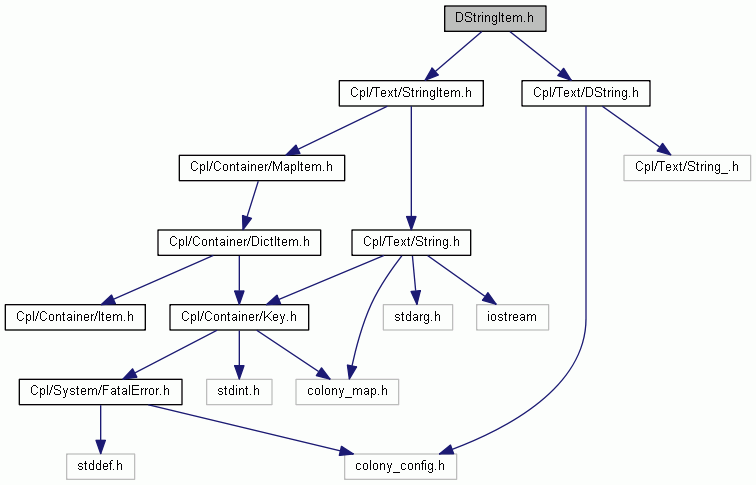 DStringItem.h
Cpl/Text/StringItem.h
Cpl/Text/DString.h
Cpl/Container/MapItem.h
Cpl/Text/String_.h
Cpl/Container/DictItem.h
Cpl/Text/String.h
Cpl/Container/Item.h
Cpl/Container/Key.h
stdarg.h
iostream
Cpl/System/FatalError.h
stdint.h
colony_map.h
stddef.h
colony_config.h